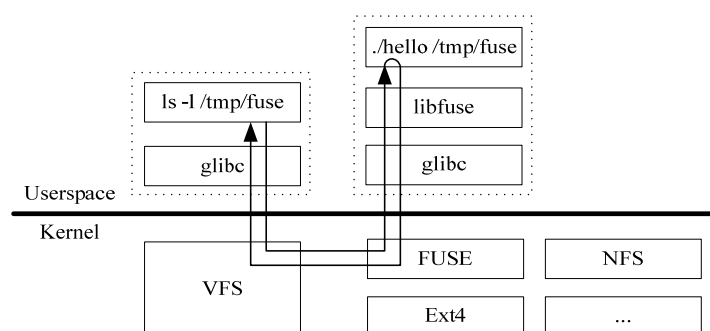 ./hello /tmp/fuse
ls -l /tmp/fuse
libfuse
glibc
glibc
Userspace
Kernel
FUSE
NFS
VFS
Ext4
...